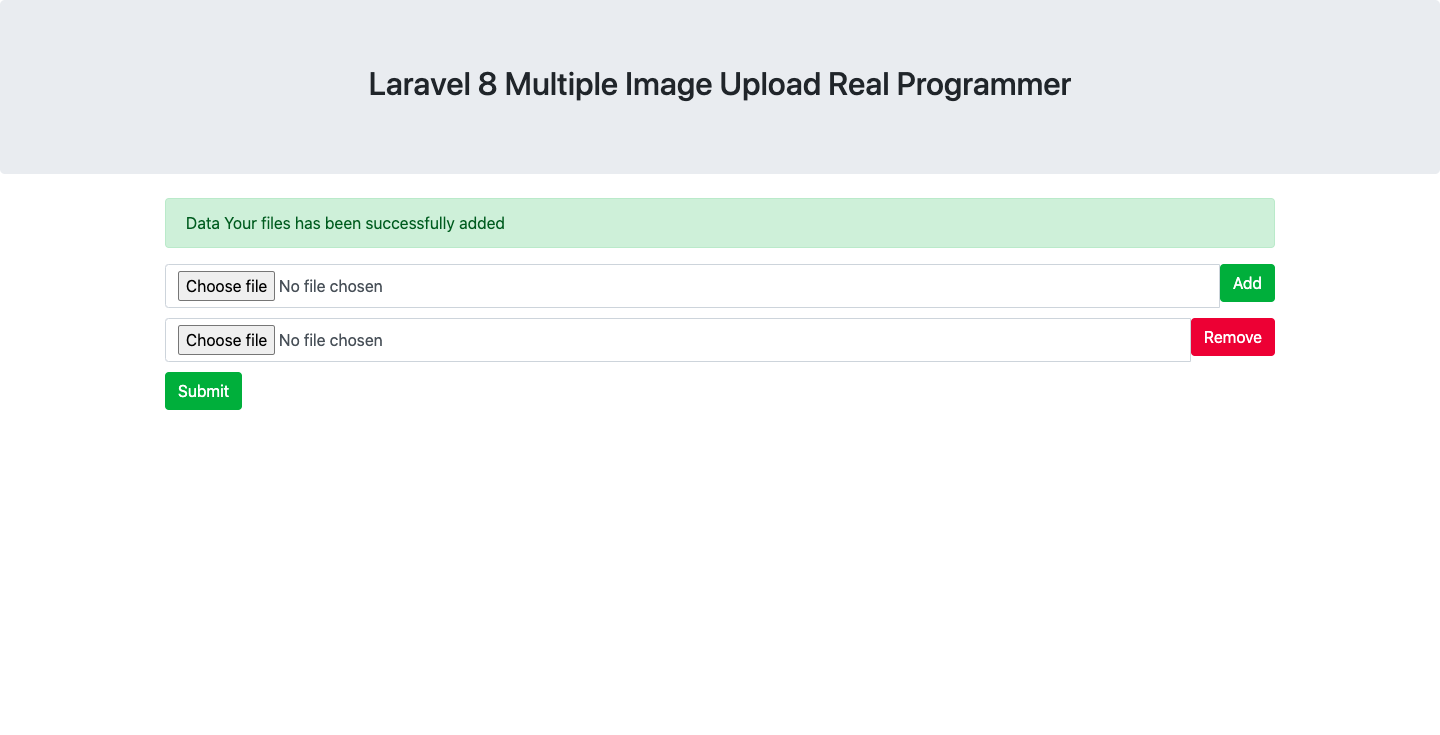 Laravel 8 Multiple Image Upload Real Programmer
Data Your files has been successfully added
Choose file No file chosen Add
Choose file No file chosen Remove
Submit